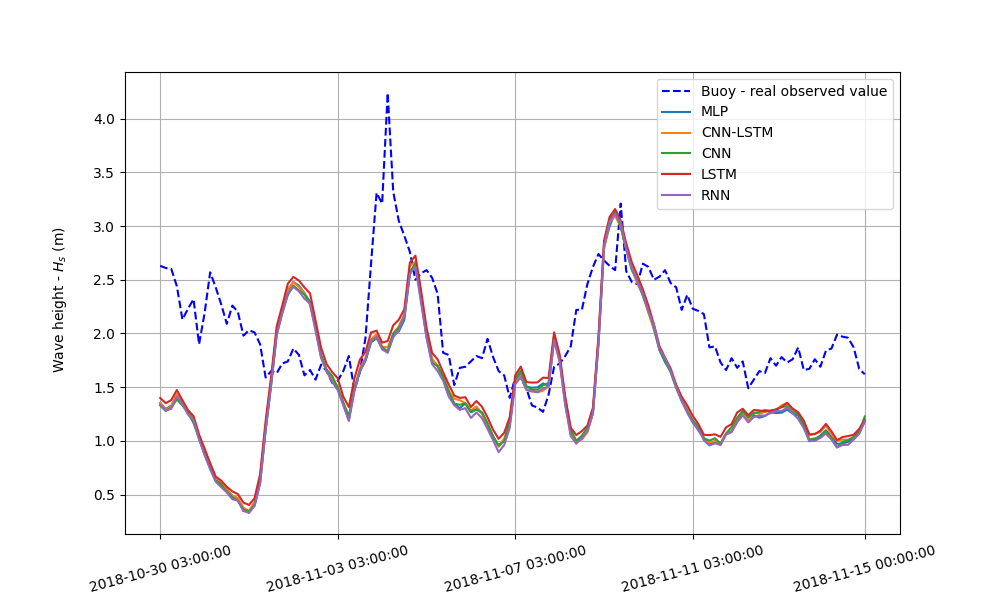 Buoy - real observed value
MLP
CNN-LSTM
CNN
LSTM
RNN
4.0
3.5
3.0
2.5
2.0
1.5
1.0
0.5
Wave height - Hs (m)
2018-10-30 03:00:00
2018-11-03 03:00:00
2018-11-07 03:00:00
2018-11-11 03:00:00
2018-11-15 00:00:00